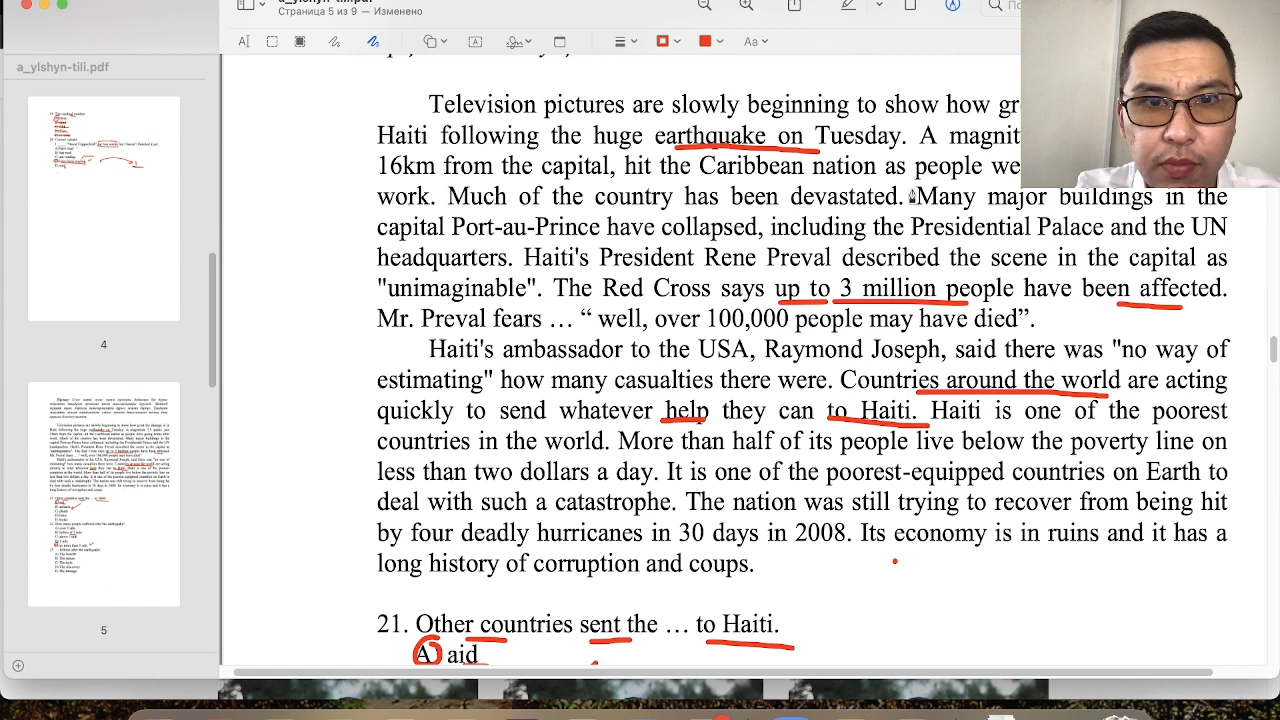 a_ylshyn-tili.pdf
Страница 5 из 9 — Изменено
a_ylshyn-tili.pdf
Aa
4
5
Television pictures are slowly beginning to show how
Haiti following the huge earthquake on Tuesday. A
16km from the capital, hit the Caribbean nation as people
work. Much of the country has been devastated. Many major buildings in the
capital Port-au-Prince have collapsed, including the Presidential Palace and the UN
headquarters. Haiti's President Rene Preval described the scene in the capital as
"unimaginable". The Red Cross says up to 3 million people have been affected.
Mr. Preval fears … “ well, over 100,000 people may have died”.
Haiti's ambassador to the USA, Raymond Joseph, said there was "no way of
estimating" how many casualties there were. Countries around the world are acting
quickly to send whatever help they can to Haiti. Haiti is one of the poorest
countries in the world. More than half of its people live below the poverty line on
less than two dollars a day. It is one of the poorest-equipped countries on Earth to
deal with such a catastrophe. The nation was still trying to recover from being hit
by four deadly hurricanes in 30 days in 2008. Its economy is in ruins and it has a
long history of corruption and coups.
21. Other countries sent the … to Haiti.
A) aid